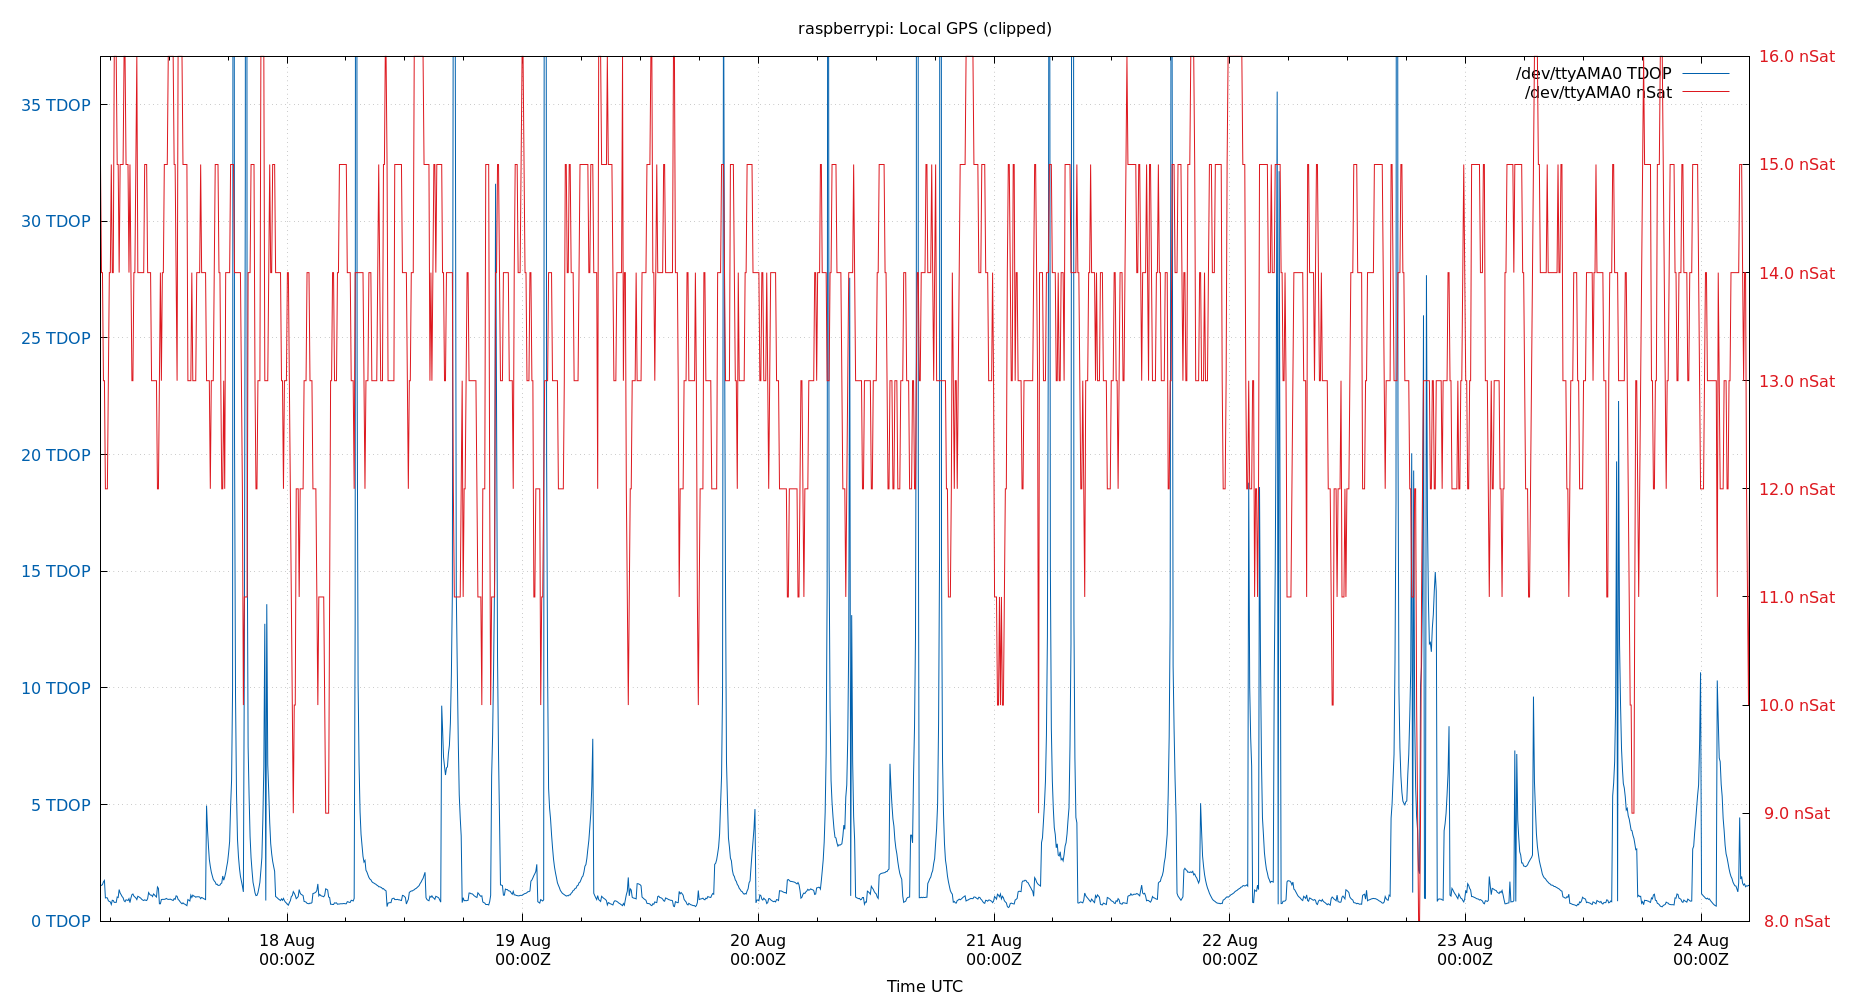 raspberrypi: Local GPS (clipped)
/dev/ttyAMA0 TDOP
/dev/ttyAMA0 nSat
35 TDOP
30 TDOP
25 TDOP
20 TDOP
15 TDOP
10 TDOP
5 TDOP
0 TDOP
16.0 nSat
15.0 nSat
14.0 nSat
13.0 nSat
12.0 nSat
11.0 nSat
10.0 nSat
9.0 nSat
8.0 nSat
18 Aug
00:00Z
19 Aug
00:00Z
20 Aug
00:00Z
21 Aug
00:00Z
22 Aug
00:00Z
23 Aug
00:00Z
24 Aug
00:00Z
Time UTC